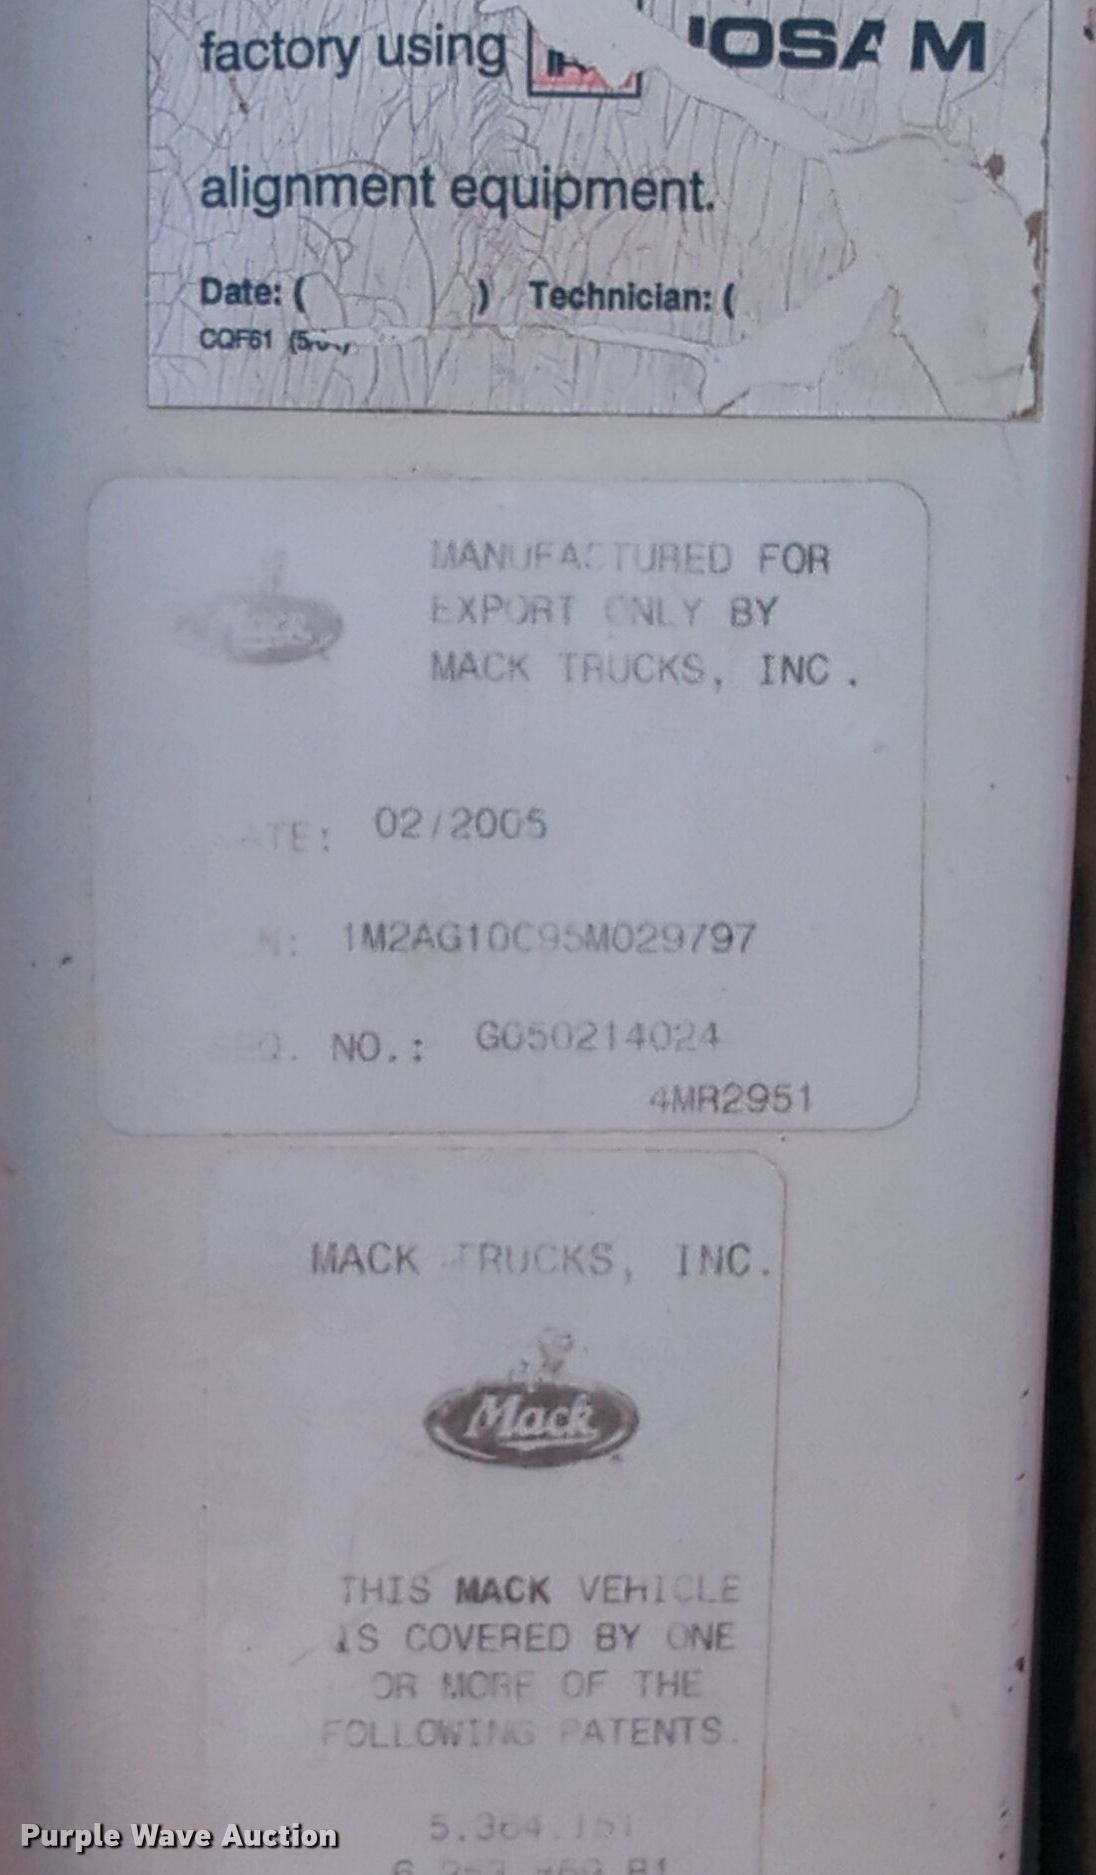 factory using
alignment equipment.
Date: ( ) Technician: (
CQF61
MANUFACTURED FOR
EXPORT ONLY BY
MACK TRUCKS, INC.
02/2005
1M2AG10C95M029797
NO.: G050214024
4MR2951
MACK TRUCKS, INC.
Mack
THIS MACK VEHICLE
IS COVERED BY ONE
OR MORE OF THE
FOLLOWING PATENTS.
Purple Wave Auction